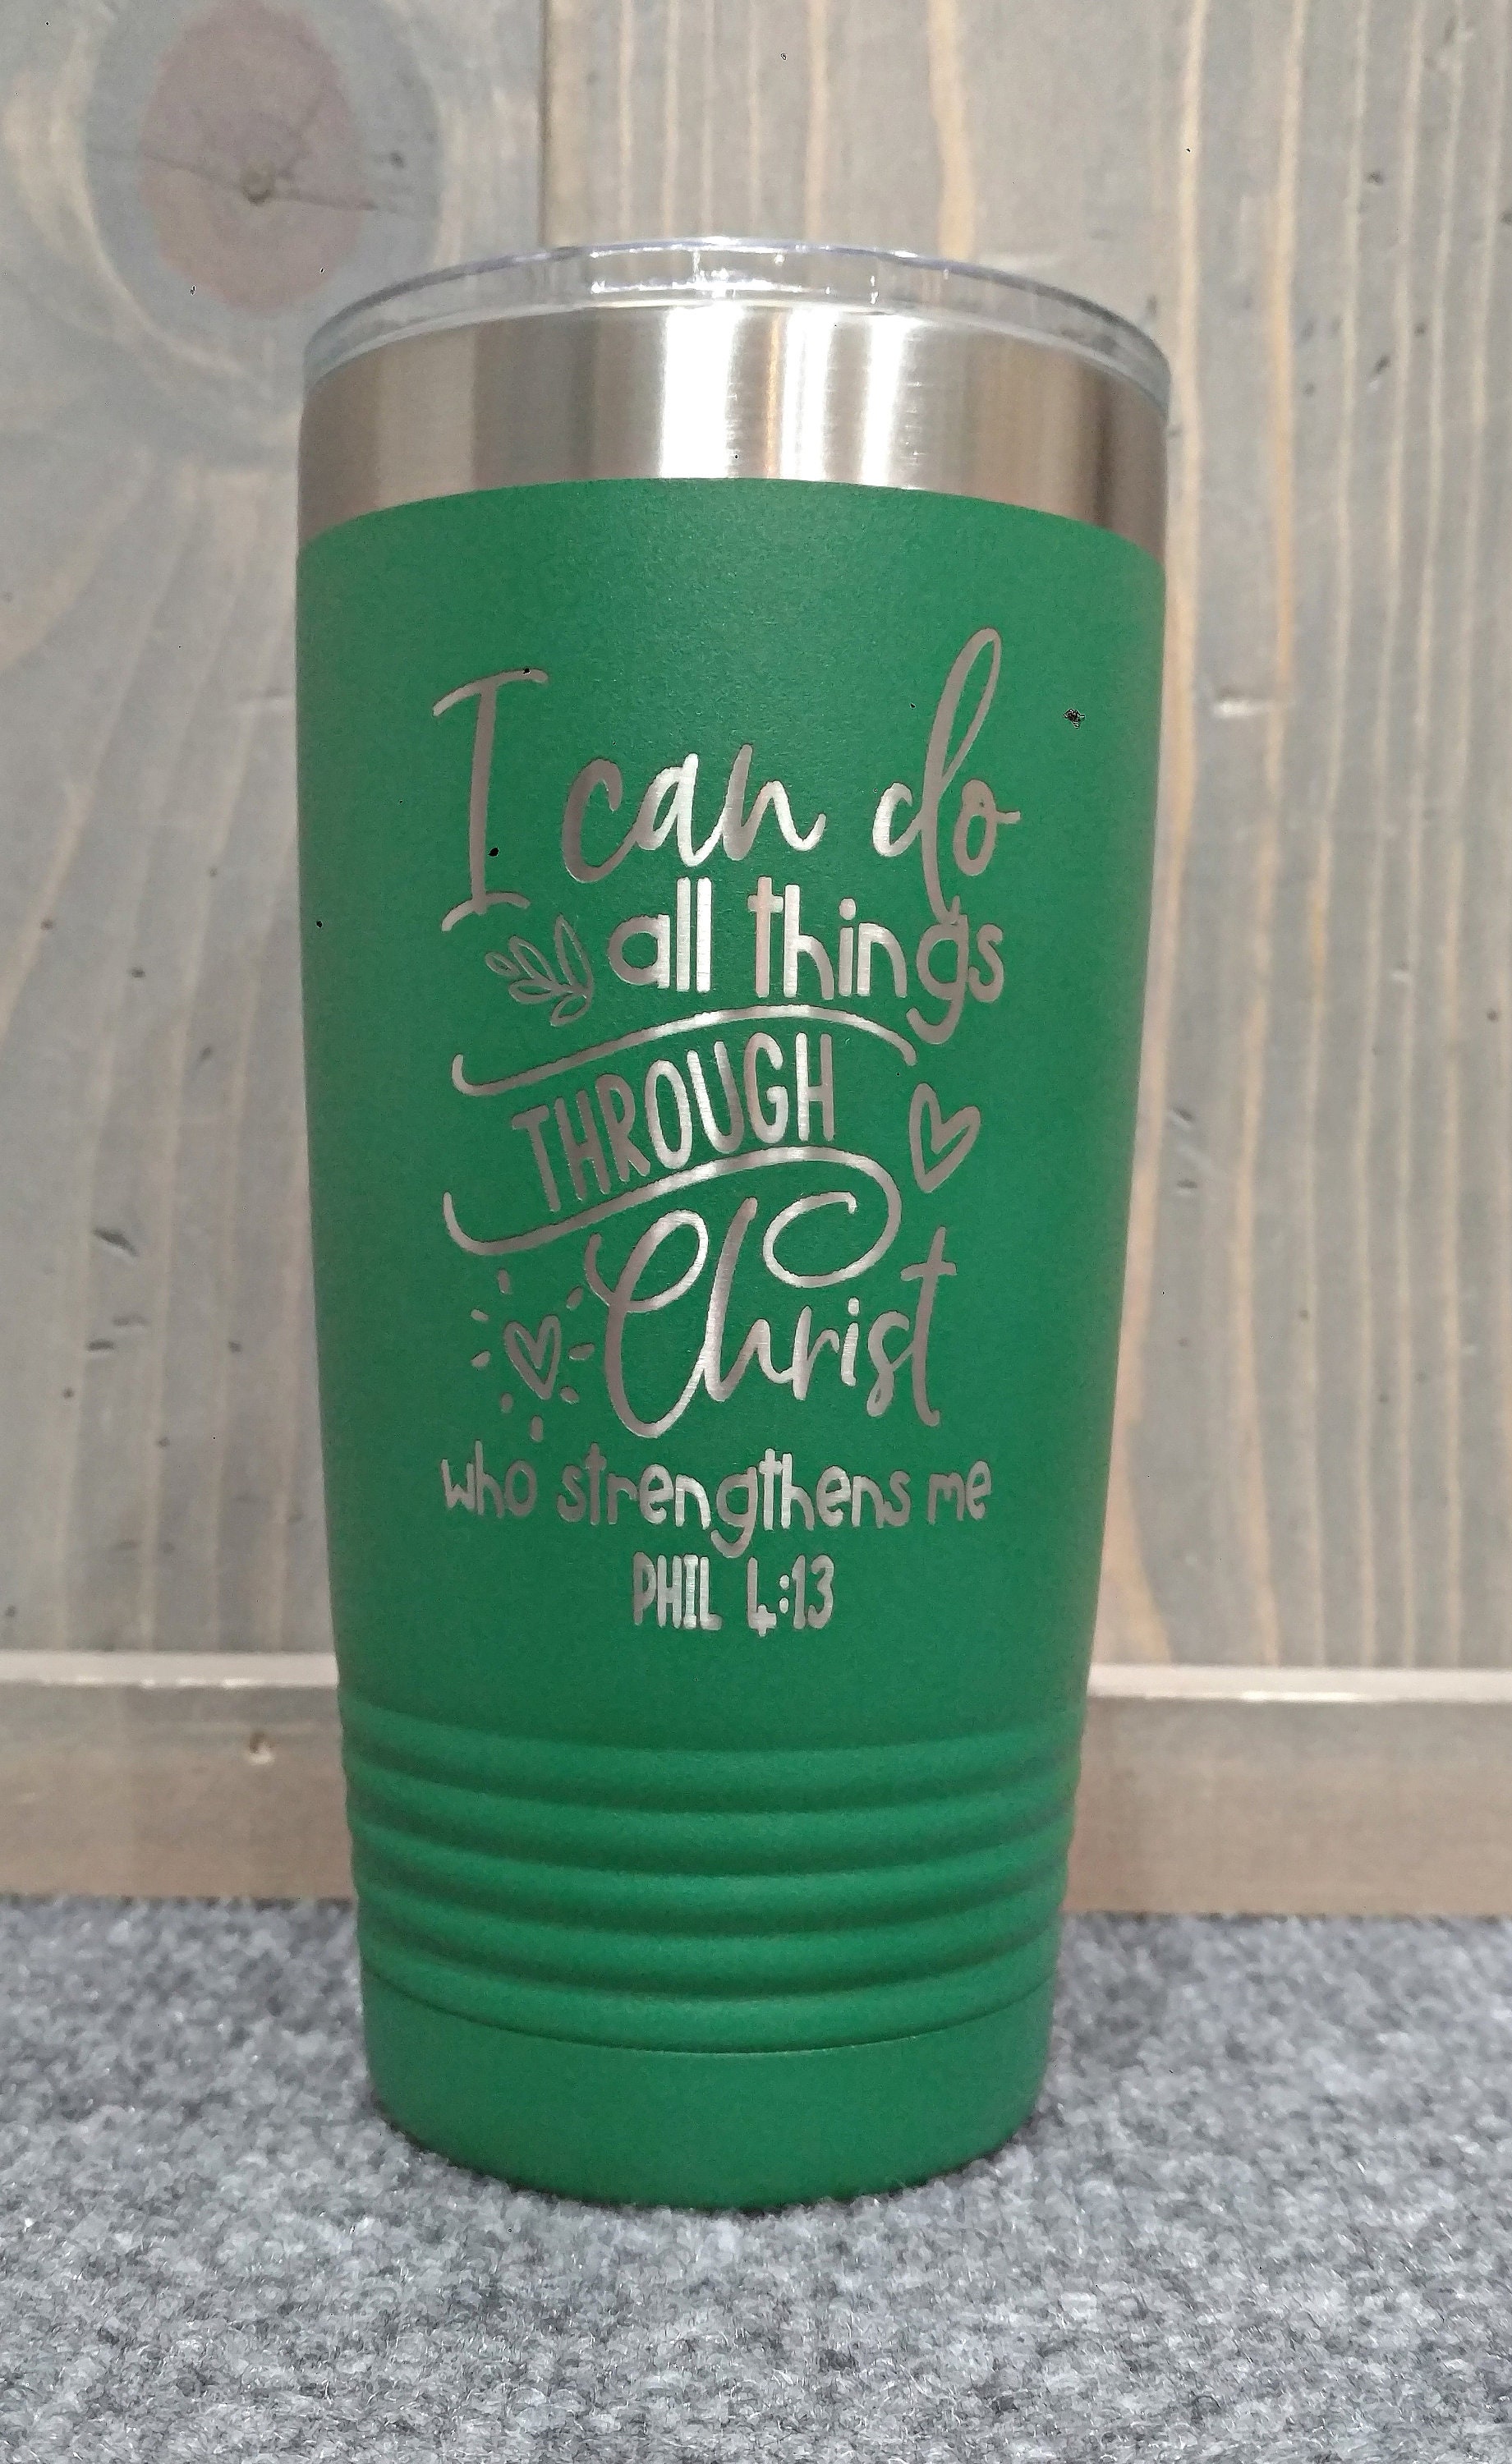 I can do
all things
THROUGH
Christ
who strengthens me
PHIL 4:13